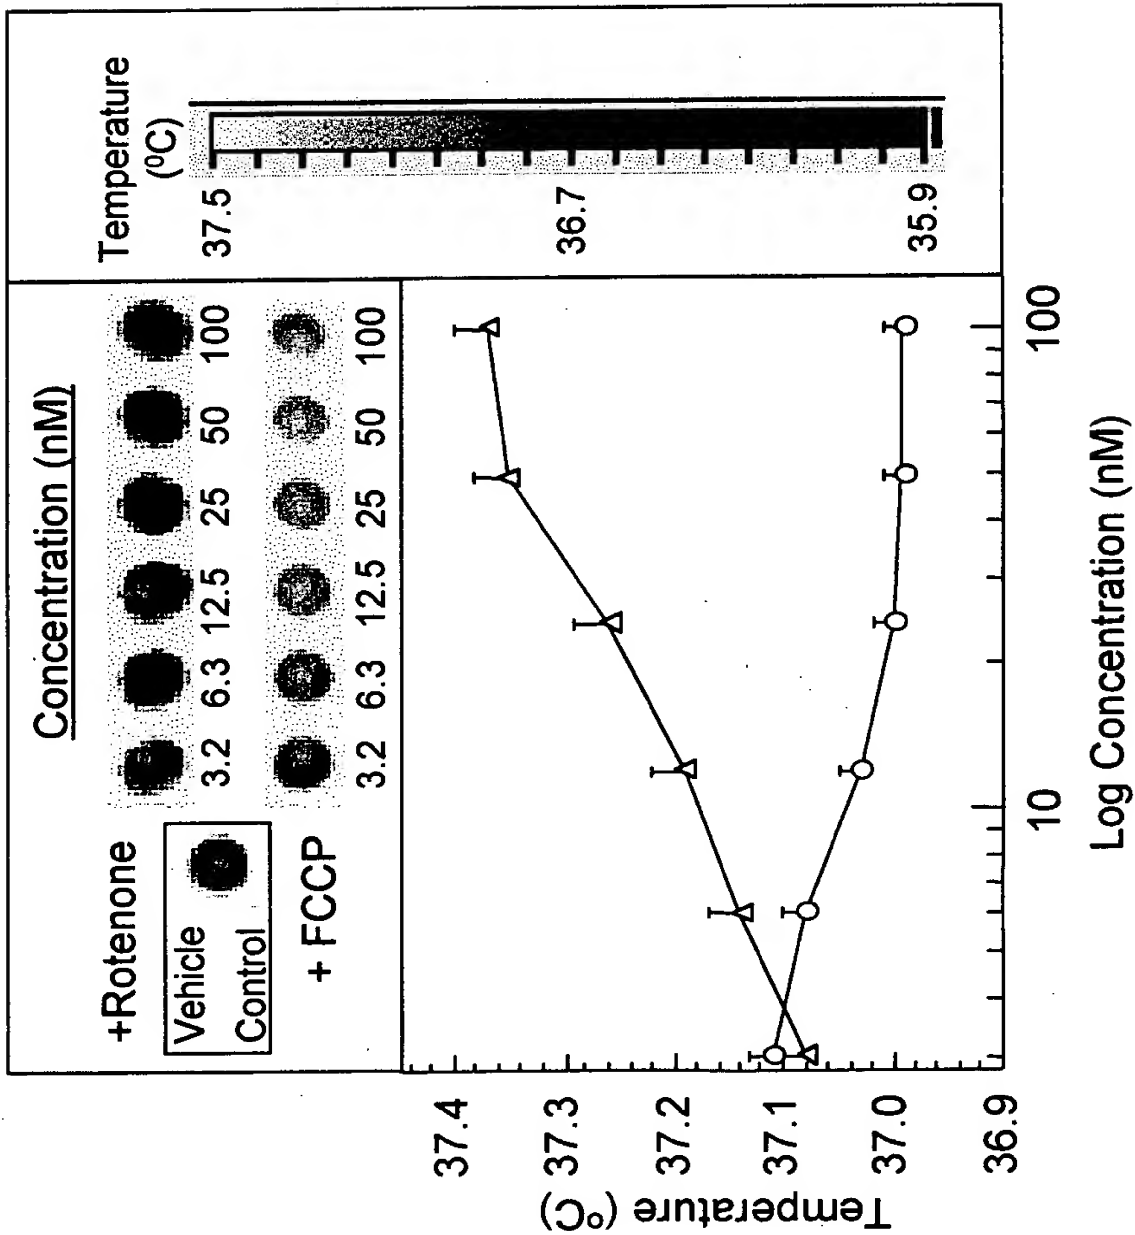 Concentration (nM)
+Rotenone
3.2 6.3 12.5 25 50 100
Vehicle
Control
+ FCCP
3.2 6.3 12.5 25 50 100
Temperature
(⁰C)
37.5
36.7
35.9
Temperature (°C)
37.4
37.3
37.2
37.1
37.0
36.9
10 100
Log Concentration (nM)